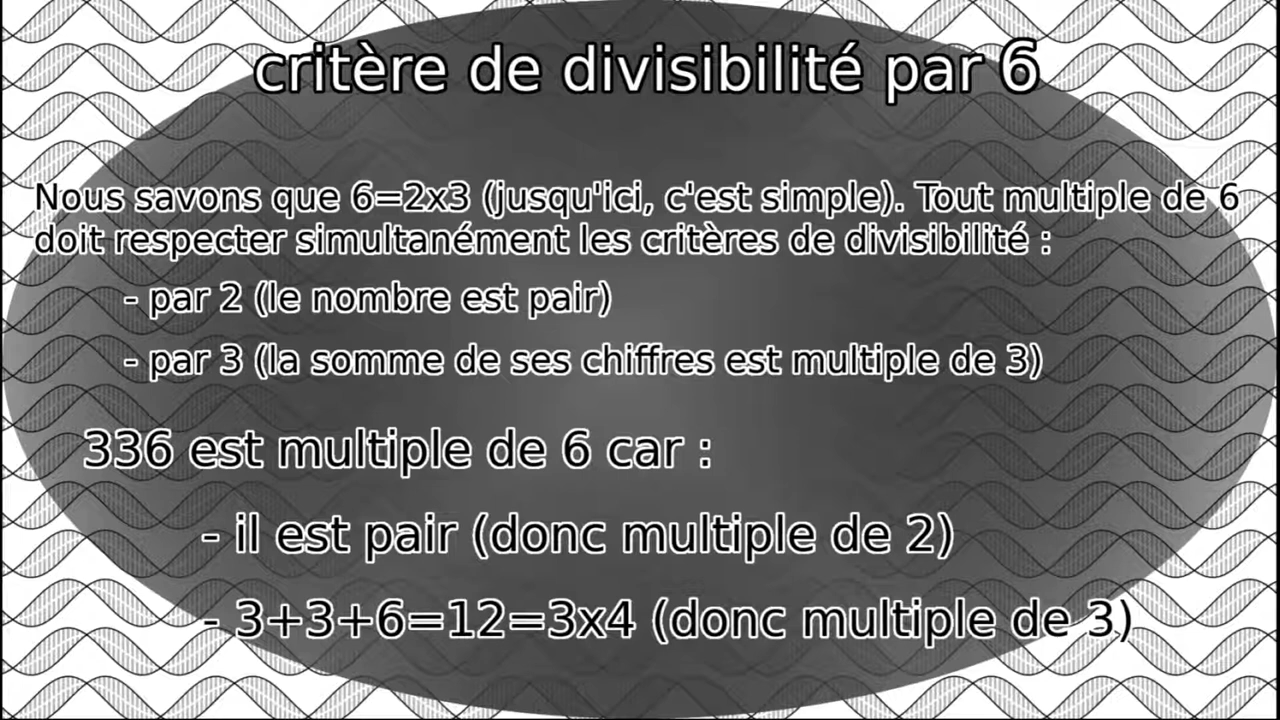 critère de divisibilité par 6
Nous savons que 6=2x3 (jusqu'ici, c'est simple). Tout multiple de 6
doit respecter simultanément les critères de divisibilité :
- par 2 (le nombre est pair)
- par 3 (la somme de ses chiffres est multiple de 3)
336 est multiple de 6 car :
- il est pair (donc multiple de 2)
- 3+3+6=12=3x4 (donc multiple de 3)